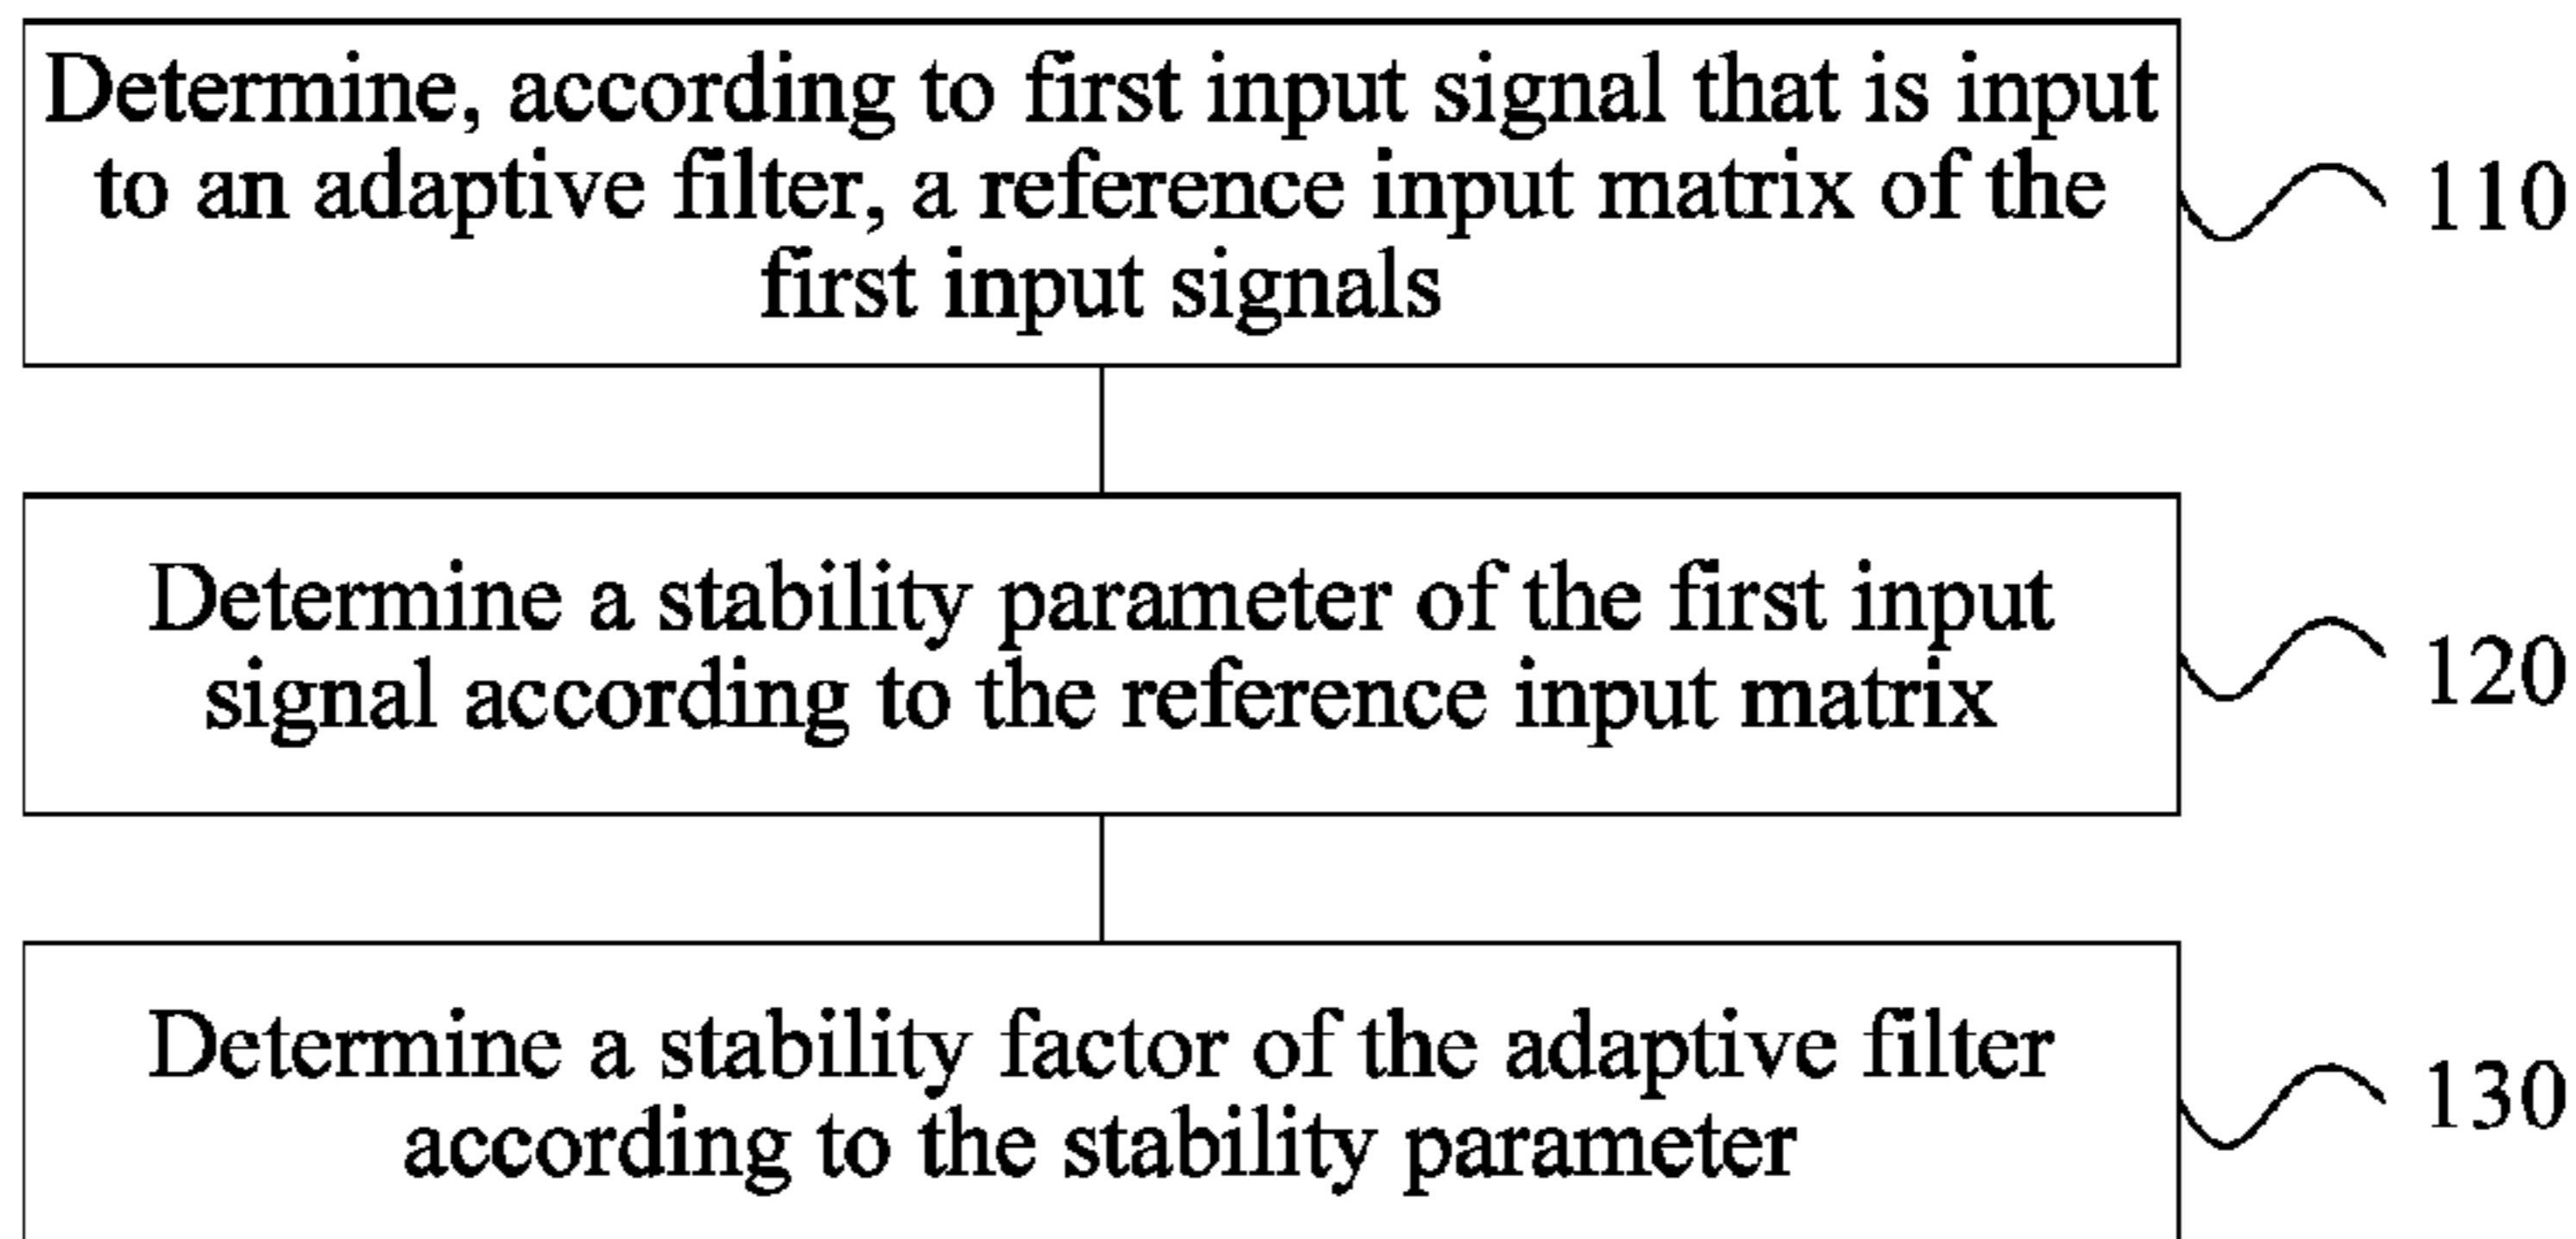 Determine, according to first input signal that is input
to an adaptive filter, a reference input matrix of the
first input signals
110
Determine a stability parameter of the first input
signal according to the reference input matrix
120
Determine a stability factor of the adaptive filter
according to the stability parameter
130